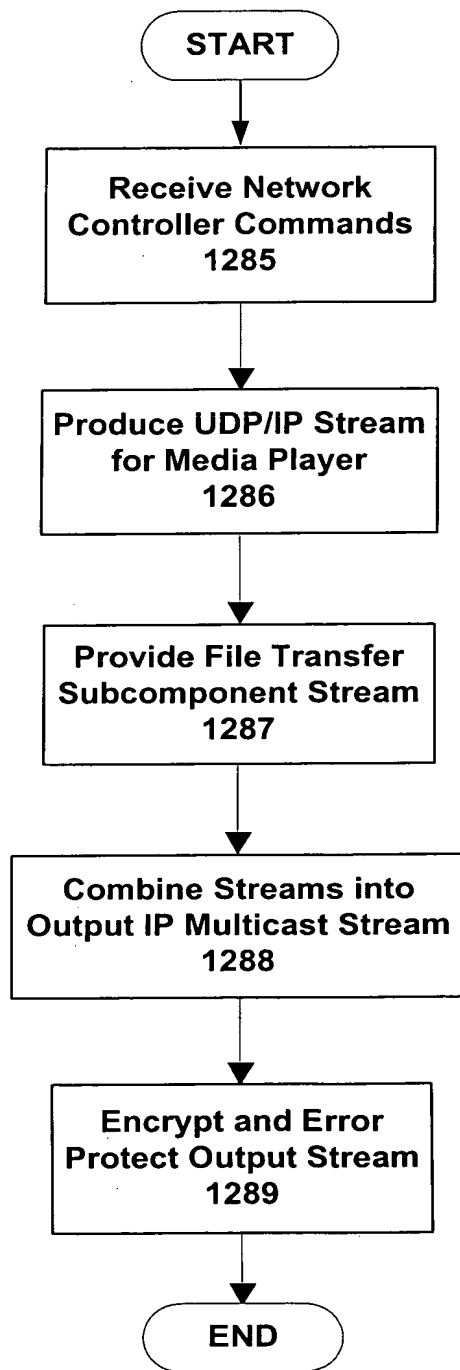 START
Receive Network
Controller Commands
1285
Produce UDP/IP Stream
for Media Player
1286
Provide File Transfer
Subcomponent Stream
1287
Combine Streams into
Output IP Multicast Stream
1288
Encrypt and Error
Protect Output Stream
1289
END